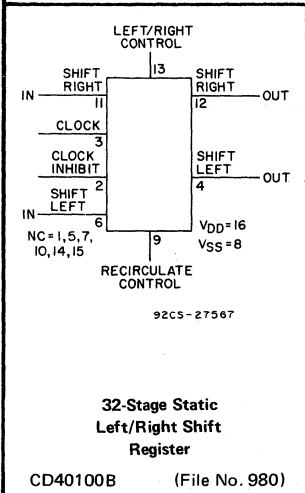 LEFT/RIGHT
CONTROL
13
SHIFT
RIGHT
SHIFT
RIGHT
IN
11
12
OUT
CLOCK
3
CLOCK
INHIBIT
2
SHIFT
LEFT
4
OUT
SHIFT
LEFT
IN
6
NC=1,5,7,
10,14,15
9
VDD=16
VSS=8
RECIRCULATE
CONTROL
92CS-27567
32-Stage Static
Left/Right Shift
Register
CD40100B (File No. 980)